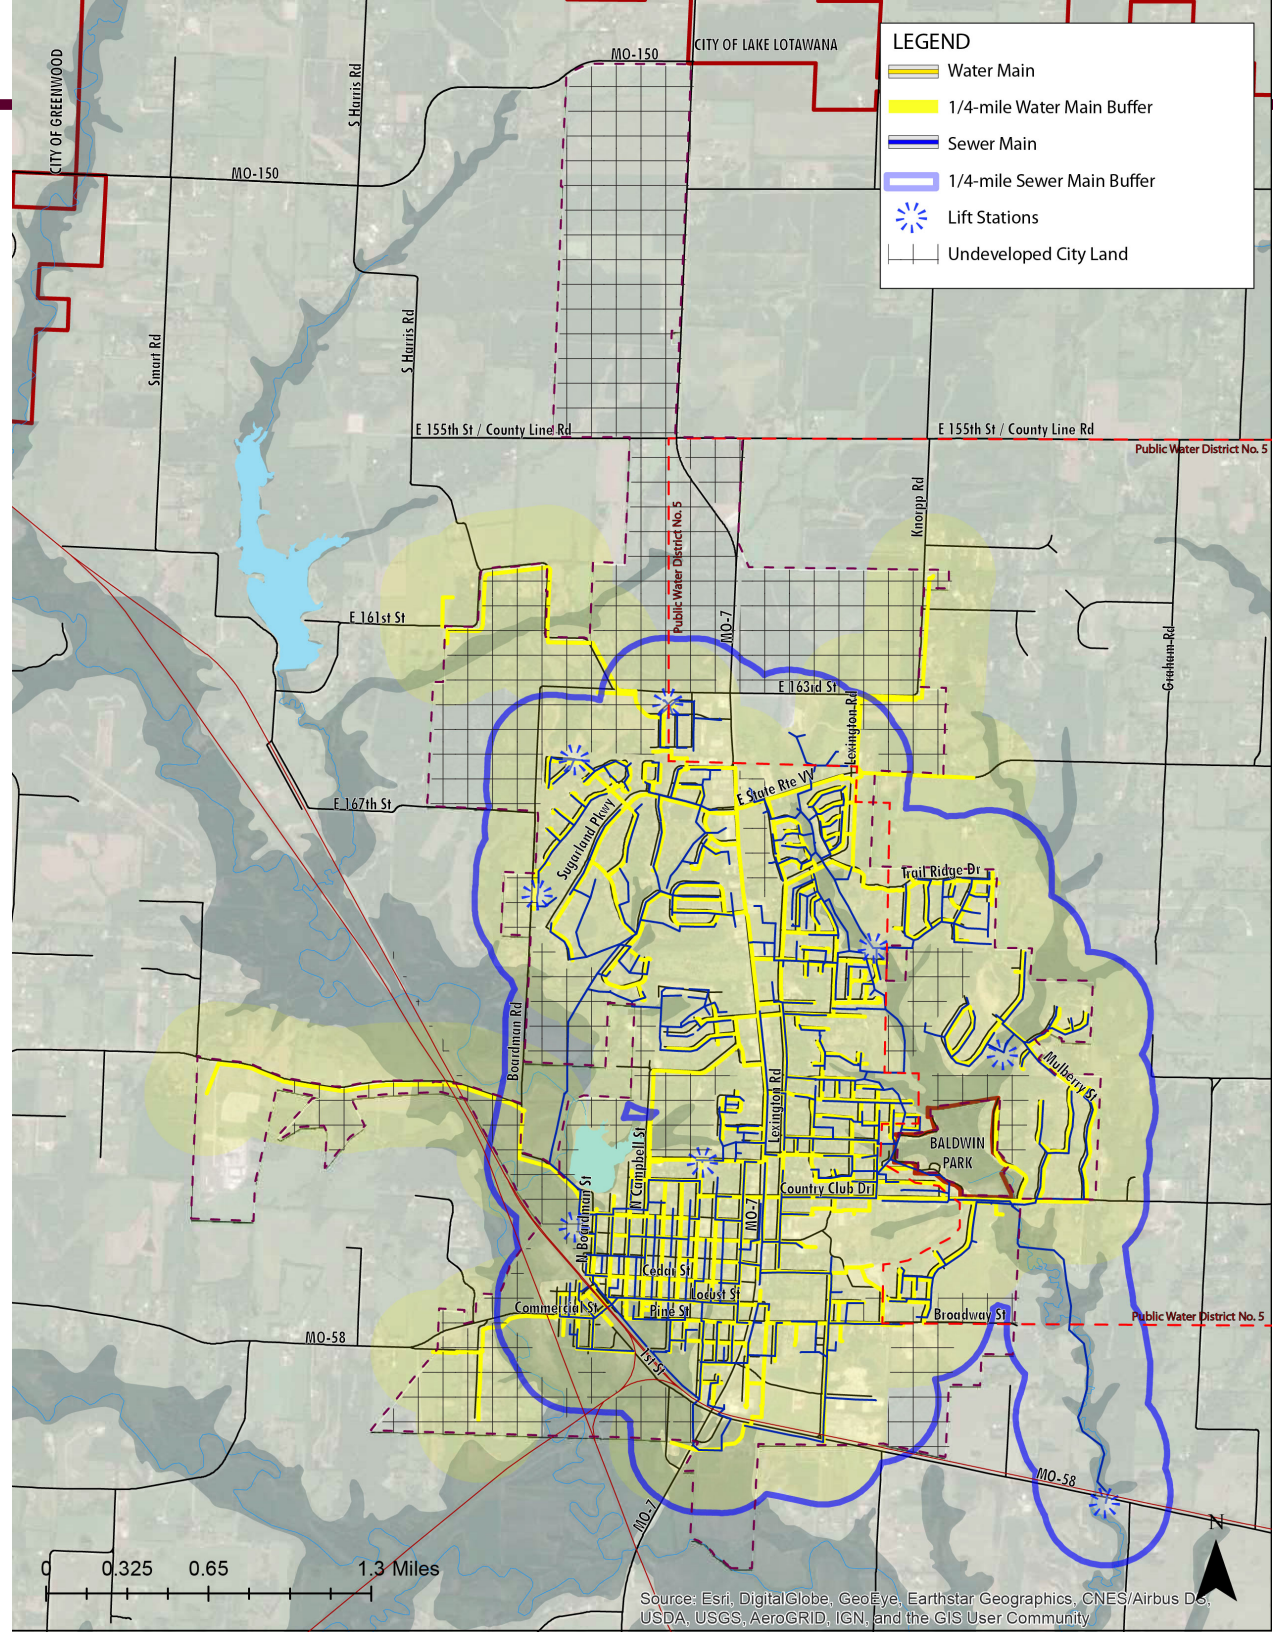 CITY OF GREENWOOD
S Harris Rd
MO-150
CITY OF LAKE LOTAWANA
LEGEND
Water Main
1/4-mile Water Main Buffer
Sewer Main
1/4-mile Sewer Main Buffer
Lift Stations
Undeveloped City Land
MO-150
Smart Rd
S Harris Rd
E 155th St / County Line Rd
E 155th St / County Line Rd
Public Water District No. 5
Knorpp Rd
Public Water District No. 5
E 161st St
MO-7
Graham Rd
E 163rd St
Lexington Rd
E 167th St
E State Rte VV
Sugarland Pkwy
Trail Ridge Dr
Boardman Rd
Lexington Rd
Mulberry St
BALDWIN
PARK
N Campbell St
Country Club Dr
N Boardman St
MO-7
Cedar St
Locust St
Commercial St
Pine St
Broadway St
Public Water District No. 5
MO-58
1st St
MO-58
MO-7
N
0 0.325 0.65 1.3 Miles
Source: Esri, DigitalGlobe, GeoEye, Earthstar Geographics, CNES/Airbus DS,
USDA, USGS, AeroGRID, IGN, and the GIS User Community